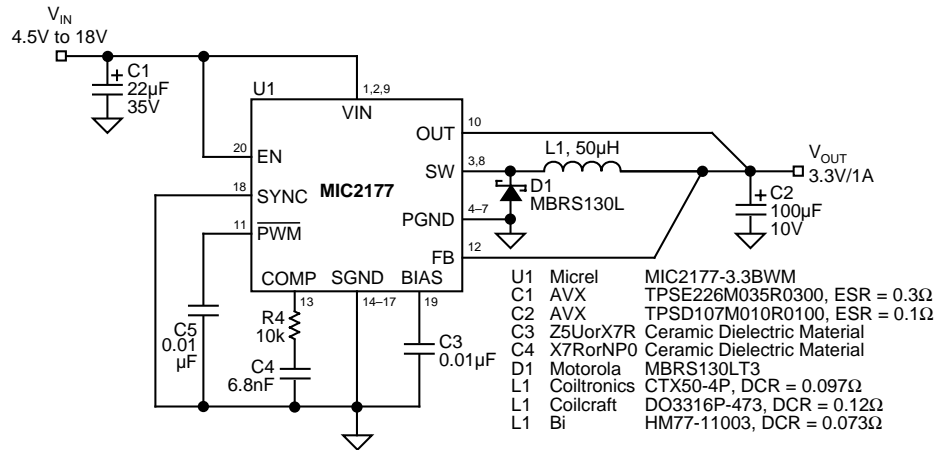 V_IN
4.5V to 18V
C1
22µF
35V
U1
1,2,9
VIN
OUT
10
L1, 50µH
20
EN
SW
3,8
V_OUT
3.3V/1A
18
SYNC
MIC2177
D1
MBRS130L
C2
100µF
10V
11
PWM
PGND
4–7
FB
12
COMP
SGND
BIAS
13
14–17
19
R4
10k
C5
0.01
µF
C4
6.8nF
C3
0.01µF
+
+
U1 Micrel MIC2177-3.3BWM
C1 AVX TPSE226M035R0300, ESR = 0.3Ω
C2 AVX TPSD107M010R0100, ESR = 0.1Ω
C3 Z5UorX7R Ceramic Dielectric Material
C4 X7RorNP0 Ceramic Dielectric Material
D1 Motorola MBRS130LT3
L1 Coiltronics CTX50-4P, DCR = 0.097Ω
L1 Coilcraft DO3316P-473, DCR = 0.12Ω
L1 Bi HM77-11003, DCR = 0.073Ω